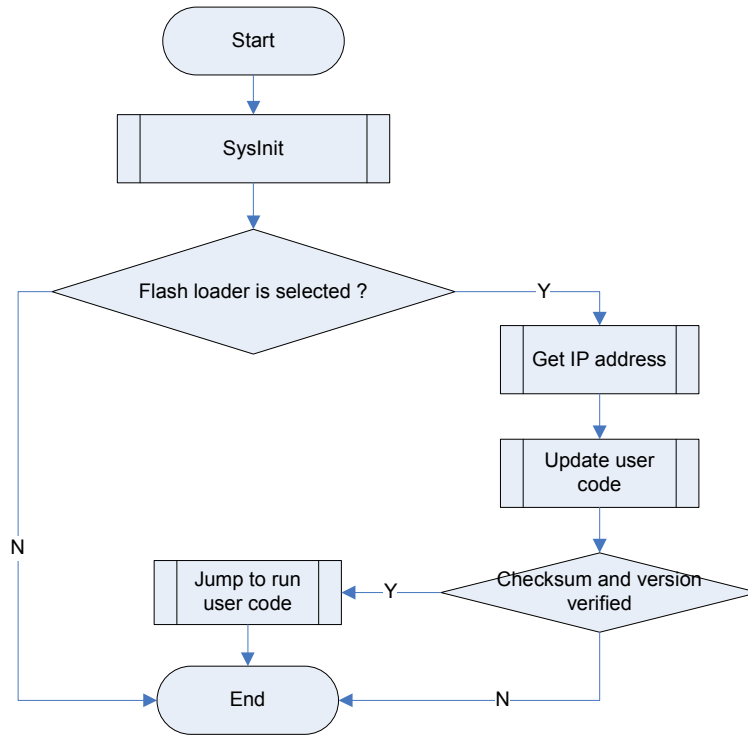 Start
SysInit
Flash loader is selected ?
Y
Get IP address
Update user
code
N
Jump to run
user code
Y
Checksum and version
verified
End
N